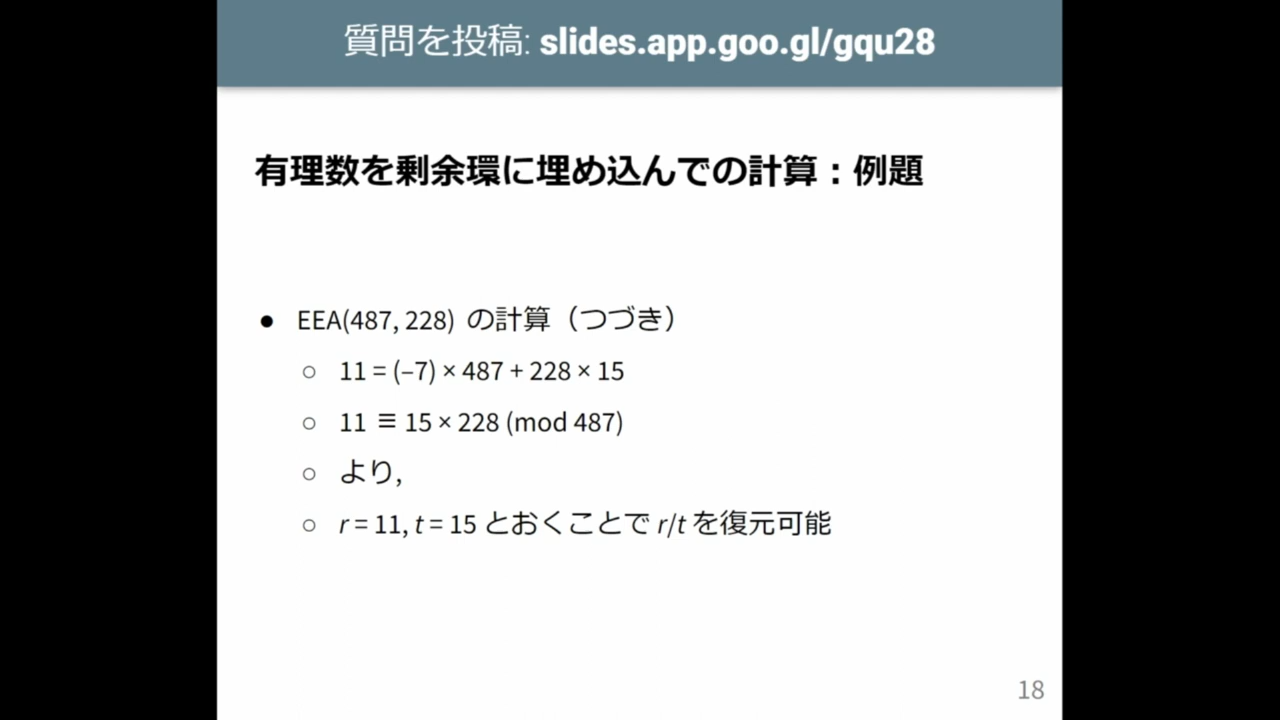 質問を投稿: slides.app.goo.gl/gqu28
有理数を剰余環に埋め込んでの計算：例題
● EEA(487, 228) の計算（つづき）
○ 11 = (–7) × 487 + 228 × 15
○ 11 ≡ 15 × 228 (mod 487)
○ より,
○ r = 11, t = 15 とおくことで r/t を復元可能
18